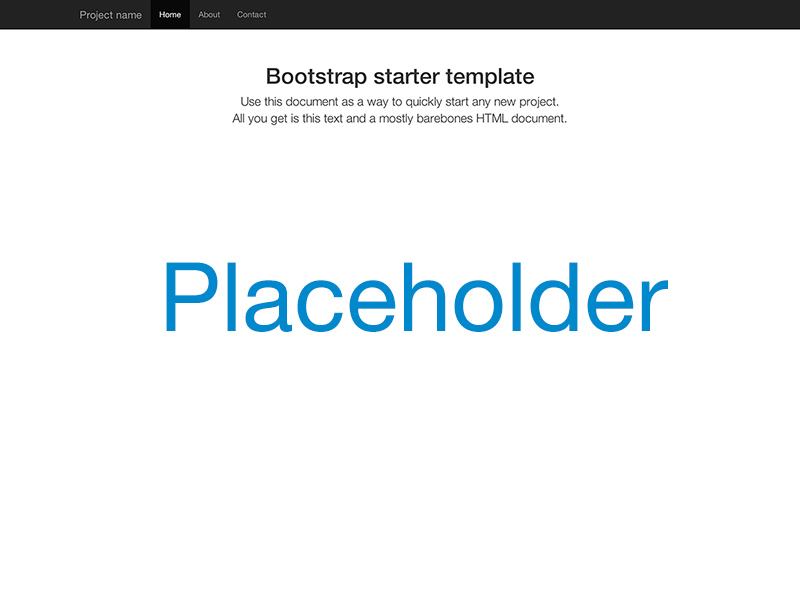 Project name Home About Contact
Bootstrap starter template
Use this document as a way to quickly start any new project.
All you get is this text and a mostly barebones HTML document.
Placeholder